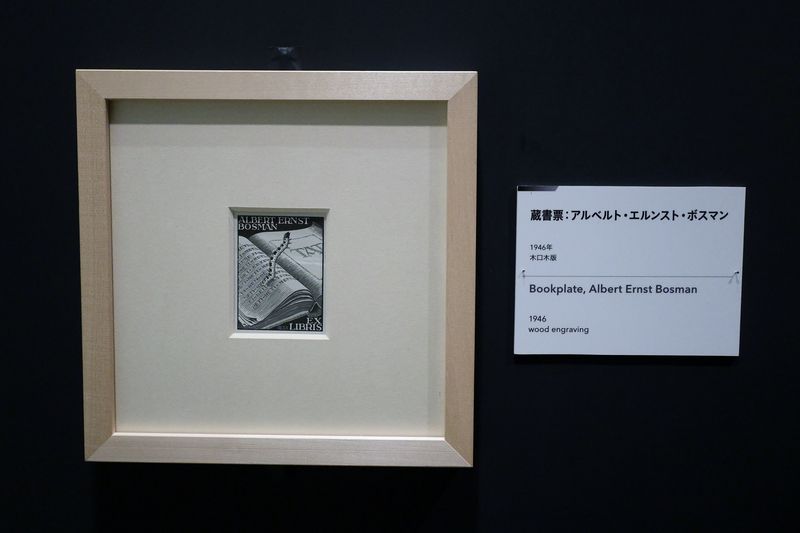 ALBERT ERNST
BOSMAN
EX
LIBRIS
蔵書票：アルベルト・エルンスト・ボスマン
1946年
木口木版
Bookplate, Albert Ernst Bosman
1946
wood engraving